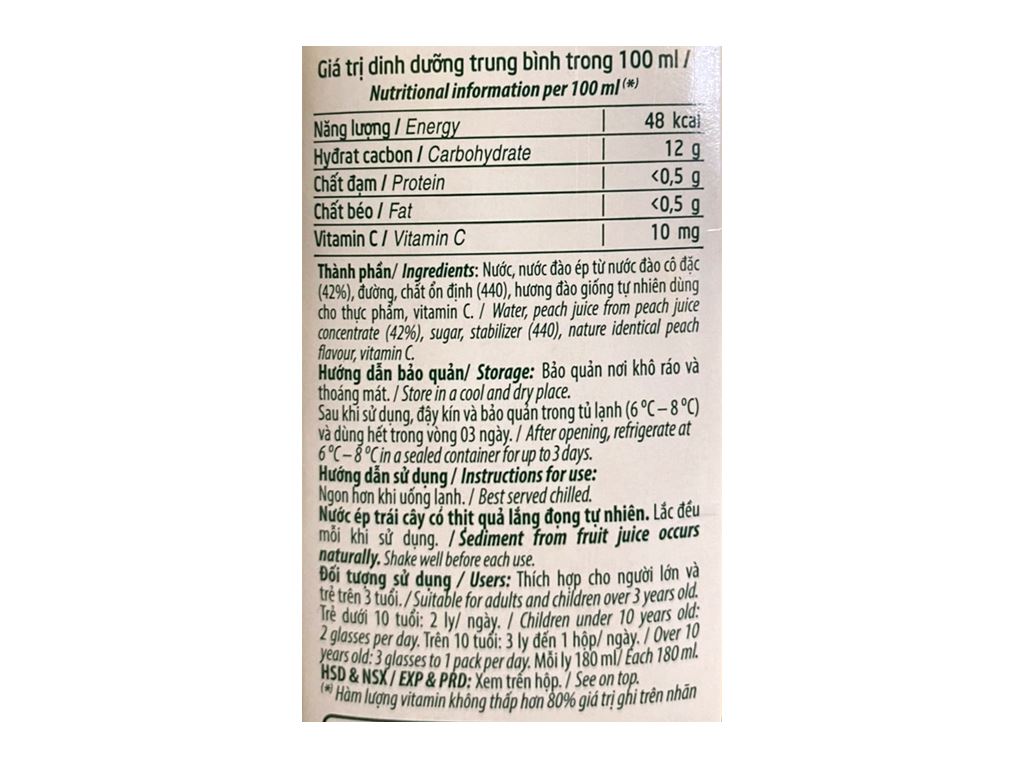 Giá trị dinh dưỡng trung bình trong 100 ml /
Nutritional information per 100 ml (*)
Năng lượng / Energy | 48 kcal
Hyđrat cacbon / Carbohydrate | 12 g
Chất đạm / Protein | <0,5 g
Chất béo / Fat | <0,5 g
Vitamin C / Vitamin C | 10 mg
Thành phần/ Ingredients: Nước, nước đào ép từ nước đào cô đặc
(42%), đường, chất ổn định (440), hương đào giống tự nhiên dùng
cho thực phẩm, vitamin C. / Water, peach juice from peach juice
concentrate (42%), sugar, stabilizer (440), nature identical peach
flavour, vitamin C.
Hướng dẫn bảo quản/ Storage: Bảo quản nơi khô ráo và
thoáng mát. / Store in a cool and dry place.
Sau khi sử dụng, đậy kín và bảo quản trong tủ lạnh (6 °C – 8 °C)
và dùng hết trong vòng 03 ngày. / After opening, refrigerate at
6 °C – 8 °C in a sealed container for up to 3 days.
Hướng dẫn sử dụng / Instructions for use:
Ngon hơn khi uống lạnh. / Best served chilled.
Nước ép trái cây có thịt quả lắng đọng tự nhiên. Lắc đều
mỗi khi sử dụng. / Sediment from fruit juice occurs
naturally. Shake well before each use.
Đối tượng sử dụng / Users: Thích hợp cho người lớn và
trẻ trên 3 tuổi. / Suitable for adults and children over 3 years old.
Trẻ dưới 10 tuổi: 2 ly/ ngày. / Children under 10 years old:
2 glasses per day. Trên 10 tuổi: 3 ly đến 1 hộp/ ngày. / Over 10
years old: 3 glasses to 1 pack per day. Mỗi ly 180 ml/ Each 180 ml.
HSD & NSX / EXP & PRD: Xem trên hộp. / See on top.
(*) Hàm lượng vitamin không thấp hơn 80% giá trị ghi trên nhãn